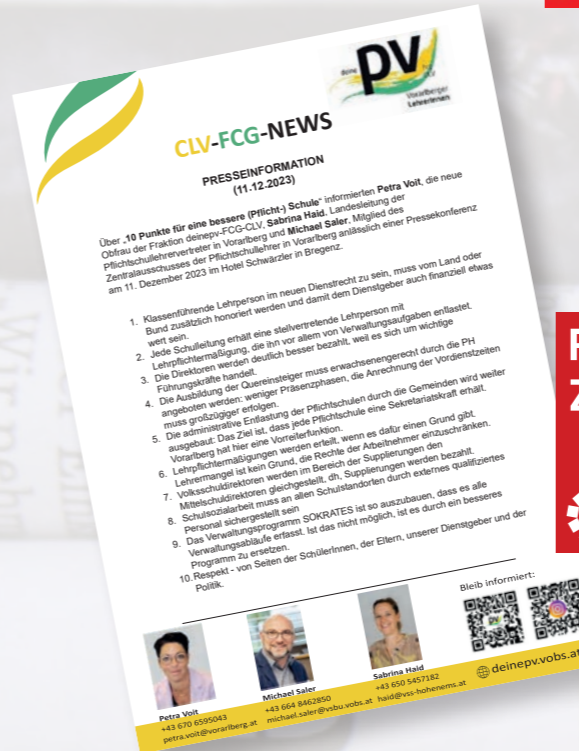 deine
pv
Vorarlberger
LehrerInnen
CLV-FCG-NEWS
PRESSEINFORMATION
(11.12.2023)
Über „10 Punkte für eine bessere (Pflicht-) Schule" informierten Petra Voit, die neue
Obfrau der Fraktion deinepv-FCG-CLV, Sabrina Haid, Landesleitung der
Pflichtschullehrervertreter in Vorarlberg und Michael Saler, Mitglied des
Zentralausschusses der Pflichtschullehrer in Vorarlberg anlässlich einer Pressekonferenz
am 11. Dezember 2023 im Hotel Schwärzler in Bregenz.
1. Klassenführende Lehrperson im neuen Dienstrecht zu sein, muss vom Land oder
Bund zusätzlich honoriert werden und damit dem Dienstgeber auch finanziell etwas
wert sein.
2. Jede Schulleitung erhält eine stellvertretende Lehrperson mit
Lehrpflichtermäßigung, die ihn vor allem von Verwaltungsaufgaben entlastet.
3. Die Direktoren werden deutlich besser bezahlt, weil es sich um wichtige
Führungskräfte handelt.
4. Die Ausbildung der Quereinsteiger muss erwachsenengerecht durch die PH
angeboten werden: weniger Präsenzphasen, die Anrechnung der Vordienstzeiten
muss großzügiger erfolgen.
5. Die administrative Entlastung der Pflichtschulen durch die Gemeinden wird weiter
ausgebaut: Das Ziel ist, dass jede Pflichtschule eine Sekretariatskraft erhält.
Vorarlberg hat hier eine Vorreiterfunktion.
6. Lehrpflichtermäßigungen werden erteilt, wenn es dafür einen Grund gibt.
Lehrermangel ist kein Grund, die Rechte der Arbeitnehmer einzuschränken.
7. Volksschuldirektoren werden im Bereich der Supplierungen den
Mittelschuldirektoren gleichgestellt, dh, Supplierungen werden bezahlt.
8. Schulsozialarbeit muss an allen Schulstandorten durch externes qualifiziertes
Personal sichergestellt sein
9. Das Verwaltungsprogramm SOKRATES ist so auszubauen, dass es alle
Verwaltungsabläufe erfasst. Ist das nicht möglich, ist es durch ein besseres
Programm zu ersetzen.
10. Respekt - von Seiten der SchülerInnen, der Eltern, unserer Dienstgeber und der
Politik.
Bleib informiert:
Petra Voit
+43 670 6595043
petra.voit@vorarlberg.at
Michael Saler
+43 664 8462850
michael.saler@vsbu.vobs.at
Sabrina Haid
+43 650 5457182
haid@vss-hohenems.at
deinepv.vobs.at